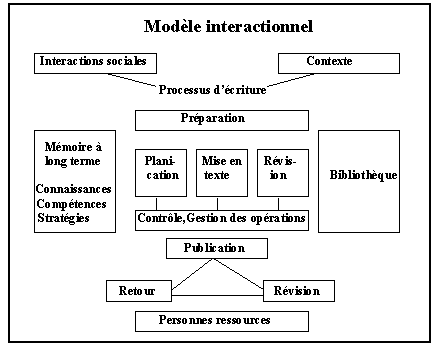 Modèle interactionnel
Interactions sociales
Contexte
Processus d'écriture
Préparation
Mémoire à
long terme
Connaissances
Compétences
Stratégies
Plani-
cation
Mise en
texte
Révis-
ion
Bibliothèque
Contrôle,Gestion des opérations
Publication
Retour
Révision
Personnes ressources